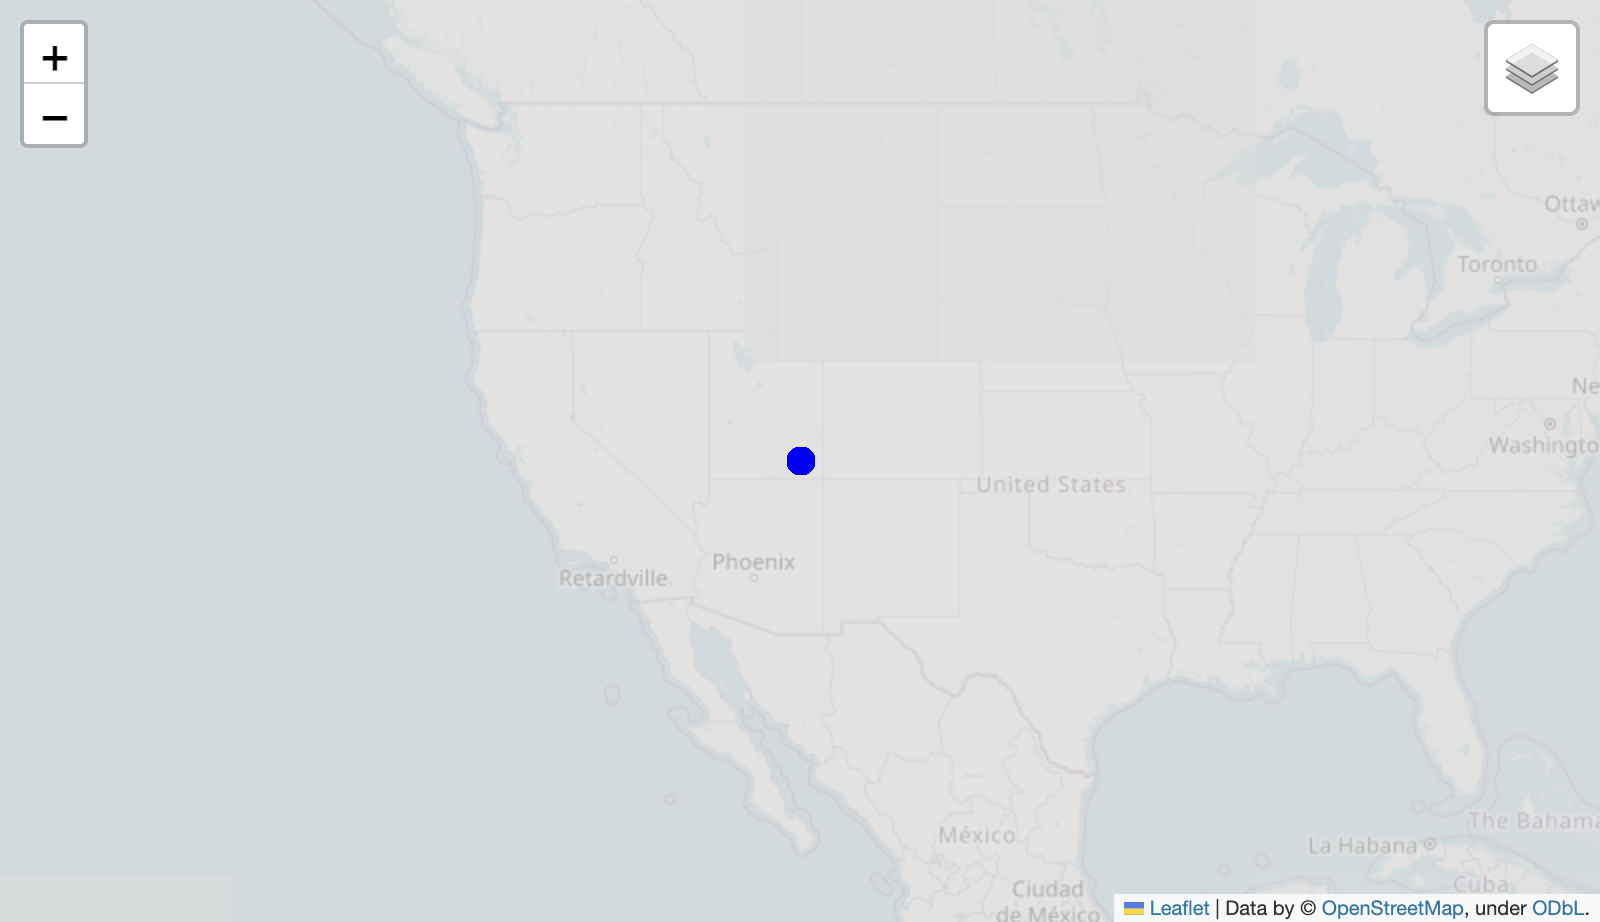 +
−
Ottaw
Toronto
Ne
Washingto
United States
Phoenix
Retardville
The Bahama
México
La Habana
Cuba
Ciudad
de México
Leaflet | Data by © OpenStreetMap, under ODbL.